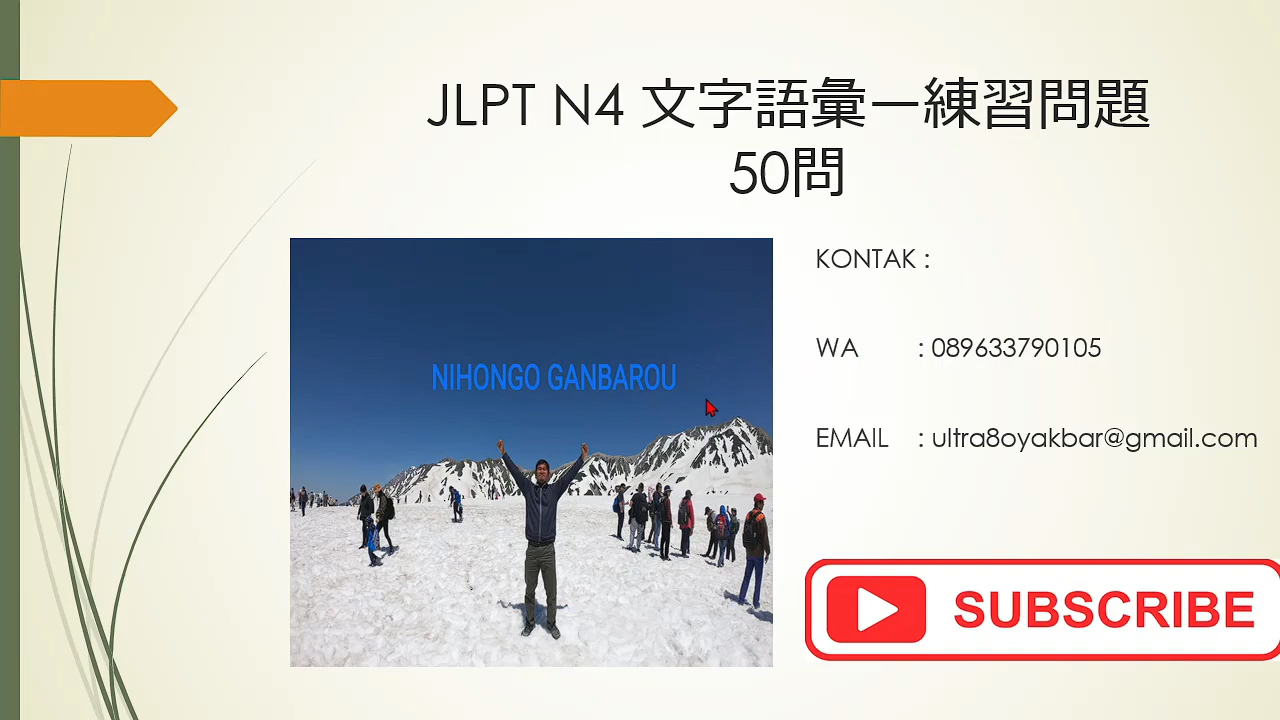 JLPT N4 文字語彙ー練習問題
50問
NIHONGO GANBAROU
KONTAK :
WA : 089633790105
EMAIL : ultra8oyakbar@gmail.com
SUBSCRIBE